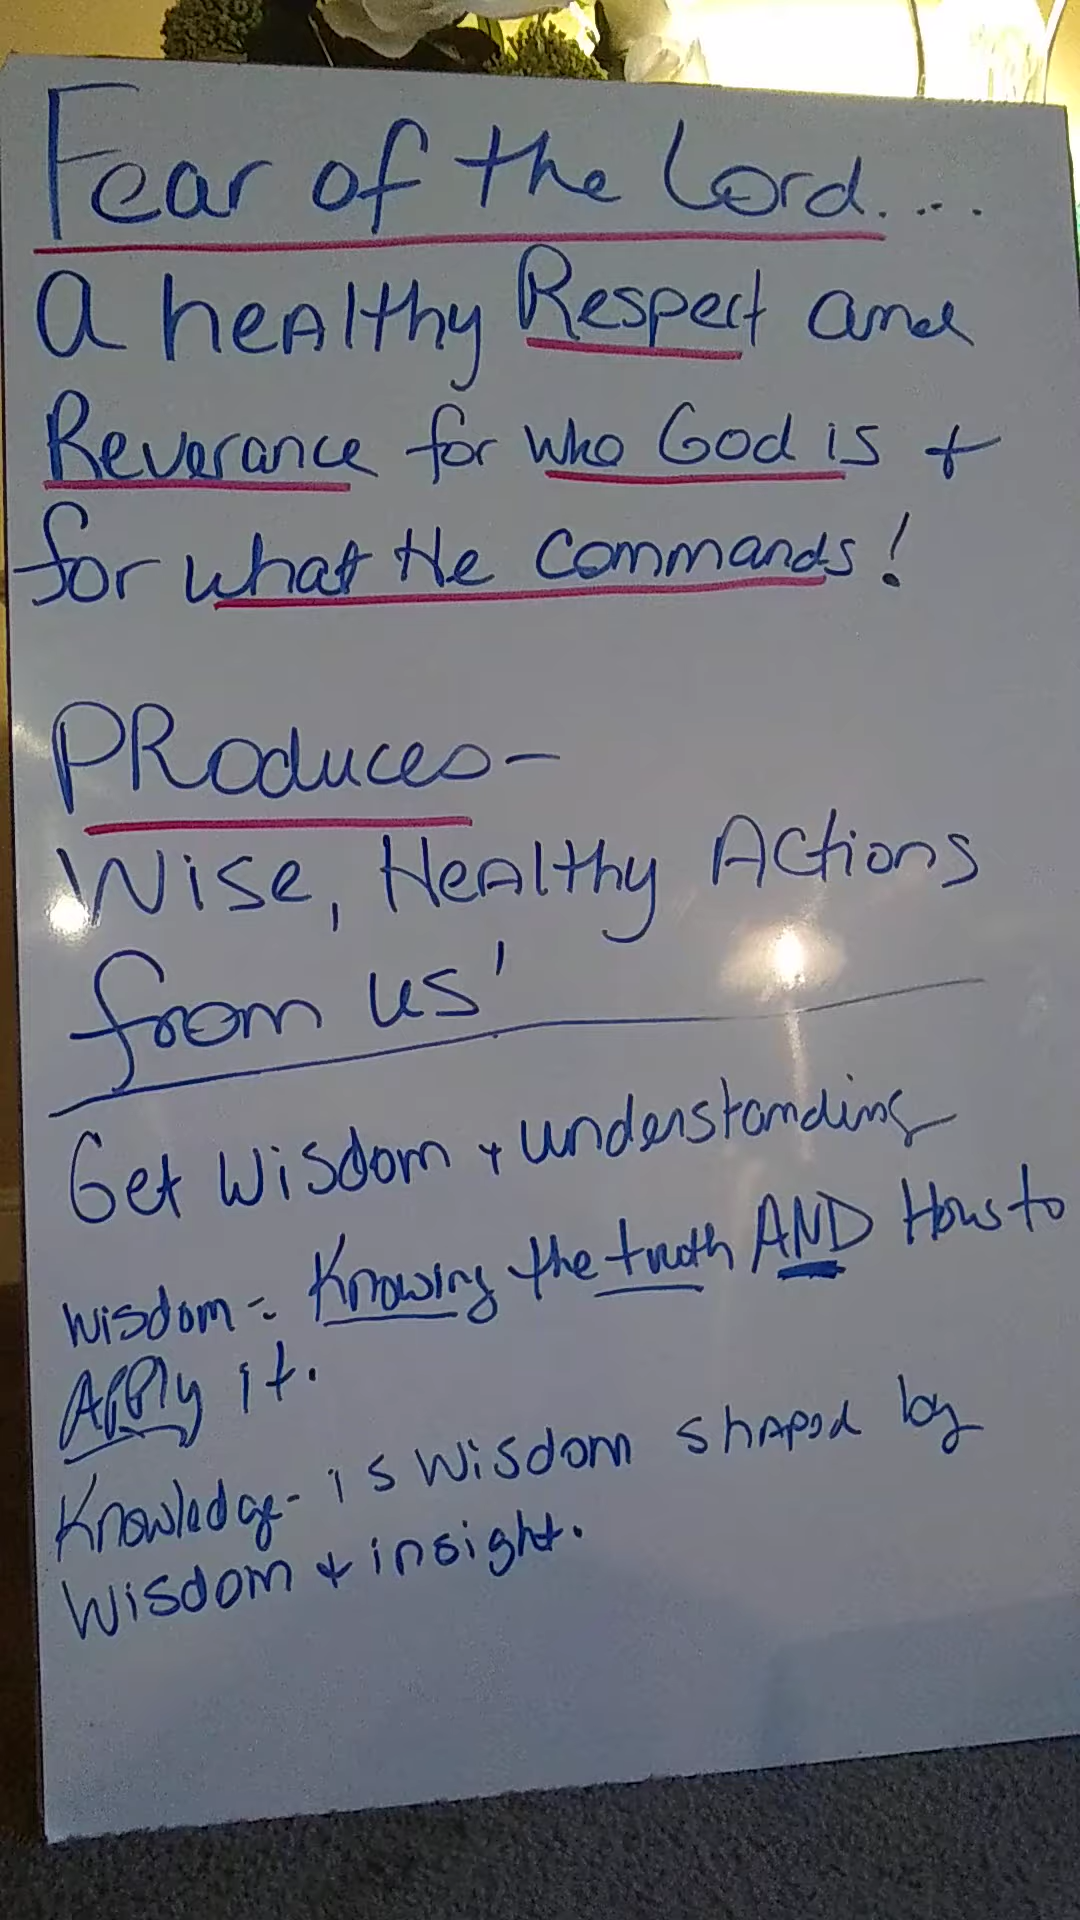 Fear of the Lord....
A heAlthy Respect and
Reverance for who God is +
for what He commands!
PRoduces-
Wise, HeAlthy Actions
from us'
Get Wisdom + understanding
Wisdom = Knowing the truth AND How to
Apply it.
Knowledge - is Wisdom shAped by
Wisdom + insight.